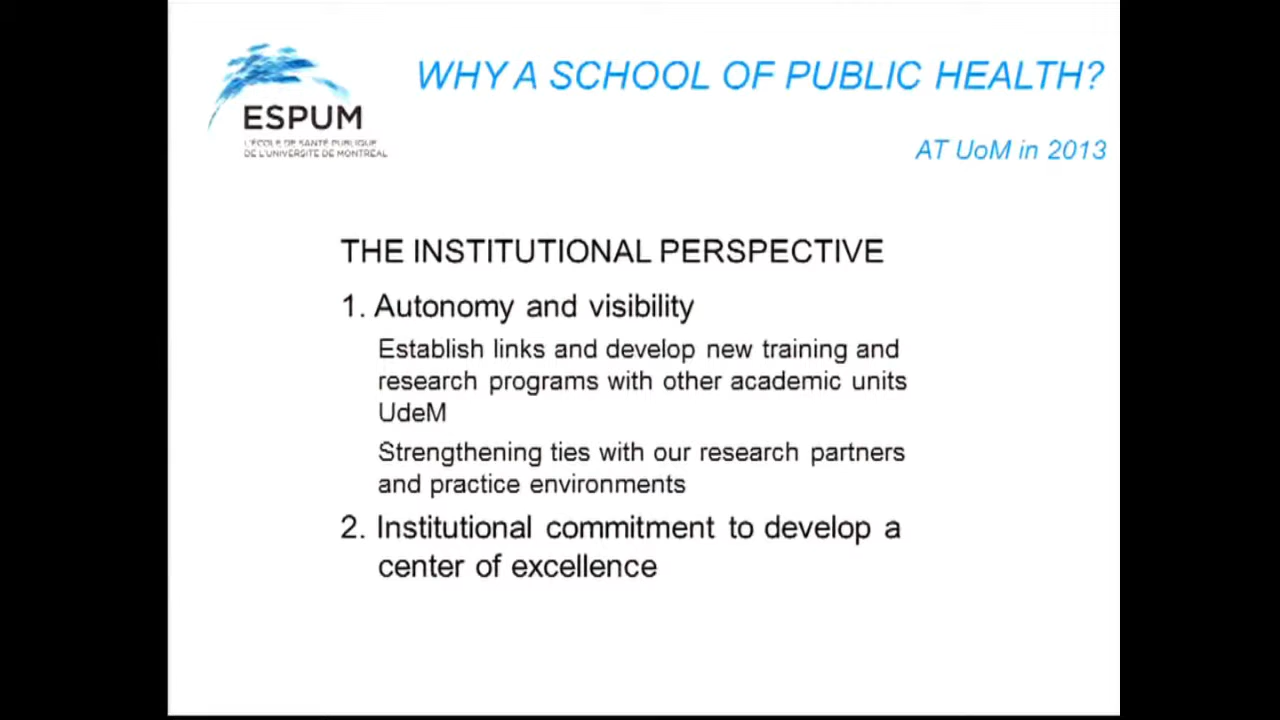 WHY A SCHOOL OF PUBLIC HEALTH?
ESPUM
L'ÉCOLE DE SANTÉ PUBLIQUE
DE L'UNIVERSITÉ DE MONTRÉAL
AT UoM in 2013
THE INSTITUTIONAL PERSPECTIVE
1. Autonomy and visibility
Establish links and develop new training and
research programs with other academic units
UdeM
Strengthening ties with our research partners
and practice environments
2. Institutional commitment to develop a
center of excellence